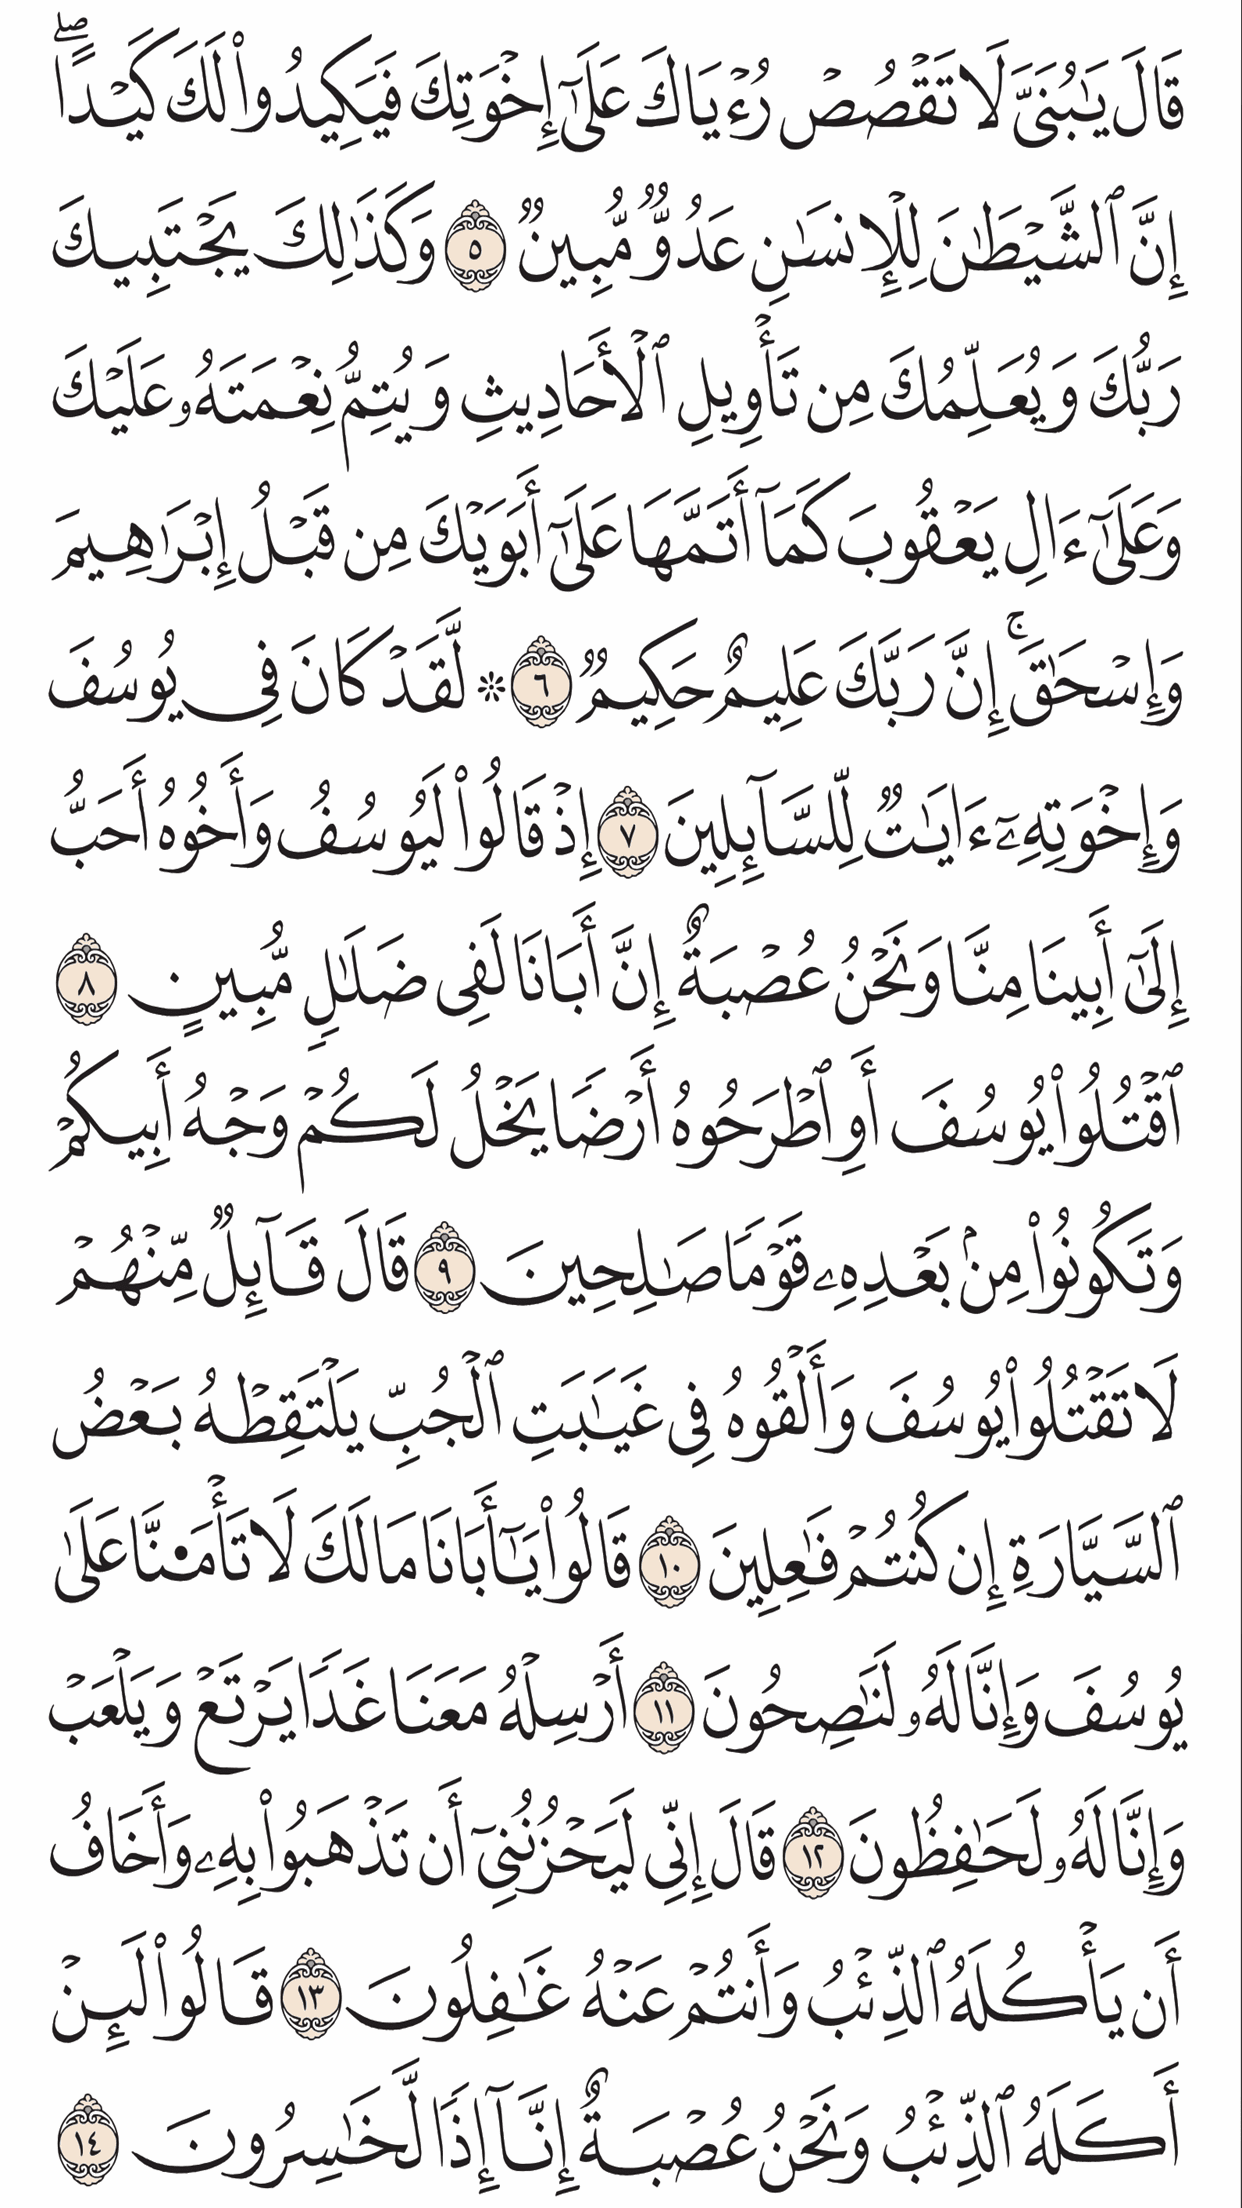 قَالَ يَٰبُنَيَّ لَا تَقۡصُصۡ رُءۡيَاكَ عَلَىٰٓ إِخۡوَتِكَ فَيَكِيدُواْ لَكَ كَيۡدًاۖ
إِنَّ ٱلشَّيۡطَٰنَ لِلۡإِنسَٰنِ عَدُوّٞ مُّبِينٞ ٥ وَكَذَٰلِكَ يَجۡتَبِيكَ
رَبُّكَ وَيُعَلِّمُكَ مِن تَأۡوِيلِ ٱلۡأَحَادِيثِ وَيُتِمُّ نِعۡمَتَهُۥ عَلَيۡكَ
وَعَلَىٰٓ ءَالِ يَعۡقُوبَ كَمَآ أَتَمَّهَا عَلَىٰٓ أَبَوَيۡكَ مِن قَبۡلُ إِبۡرَٰهِيمَ
وَإِسۡحَٰقَۚ إِنَّ رَبَّكَ عَلِيمٌ حَكِيمٞ ٦ ۞ لَّقَدۡ كَانَ فِي يُوسُفَ
وَإِخۡوَتِهِۦٓ ءَايَٰتٞ لِّلسَّآئِلِينَ ٧ إِذۡ قَالُواْ لَيُوسُفُ وَأَخُوهُ أَحَبُّ
إِلَىٰٓ أَبِينَا مِنَّا وَنَحۡنُ عُصۡبَةٌ إِنَّ أَبَانَا لَفِي ضَلَٰلٖ مُّبِينٍ ٨
ٱقۡتُلُواْ يُوسُفَ أَوِ ٱطۡرَحُوهُ أَرۡضٗا يَخۡلُ لَكُمۡ وَجۡهُ أَبِيكُمۡ
وَتَكُونُواْ مِنۢ بَعۡدِهِۦ قَوۡمٗا صَٰلِحِينَ ٩ قَالَ قَآئِلٞ مِّنۡهُمۡ
لَا تَقۡتُلُواْ يُوسُفَ وَأَلۡقُوهُ فِي غَيَٰبَتِ ٱلۡجُبِّ يَلۡتَقِطۡهُ بَعۡضُ
ٱلسَّيَّارَةِ إِن كُنتُمۡ فَٰعِلِينَ ١٠ قَالُواْ يَٰٓأَبَانَا مَا لَكَ لَا تَأۡمَ۬نَّا عَلَىٰ
يُوسُفَ وَإِنَّا لَهُۥ لَنَٰصِحُونَ ١١ أَرۡسِلۡهُ مَعَنَا غَدٗا يَرۡتَعۡ وَيَلۡعَبۡ
وَإِنَّا لَهُۥ لَحَٰفِظُونَ ١٢ قَالَ إِنِّي لَيَحۡزُنُنِيٓ أَن تَذۡهَبُواْ بِهِۦ وَأَخَافُ
أَن يَأۡكُلَهُ ٱلذِّئۡبُ وَأَنتُمۡ عَنۡهُ غَٰفِلُونَ ١٣ قَالُواْ لَئِنۡ
أَكَلَهُ ٱلذِّئۡبُ وَنَحۡنُ عُصۡبَةٌ إِنَّآ إِذٗا لَّخَٰسِرُونَ ١٤